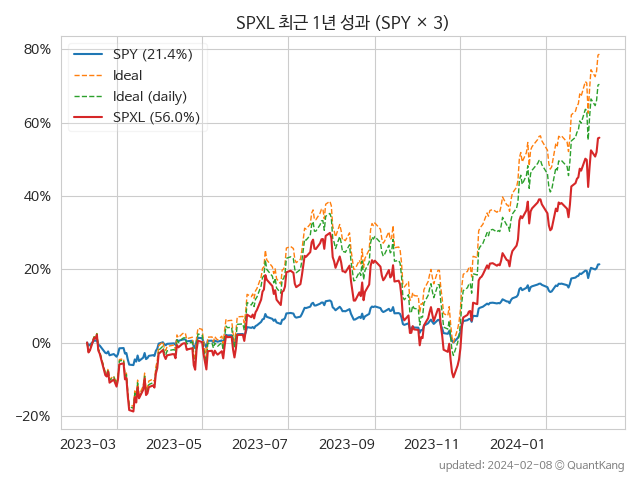 SPXL 최근 1년 성과 (SPY × 3)
80%
60%
40%
20%
0%
−20%
SPY (21.4%)
Ideal
Ideal (daily)
SPXL (56.0%)
2023-03 2023-05 2023-07 2023-09 2023-11 2024-01
updated: 2024-02-08 @ QuantKang